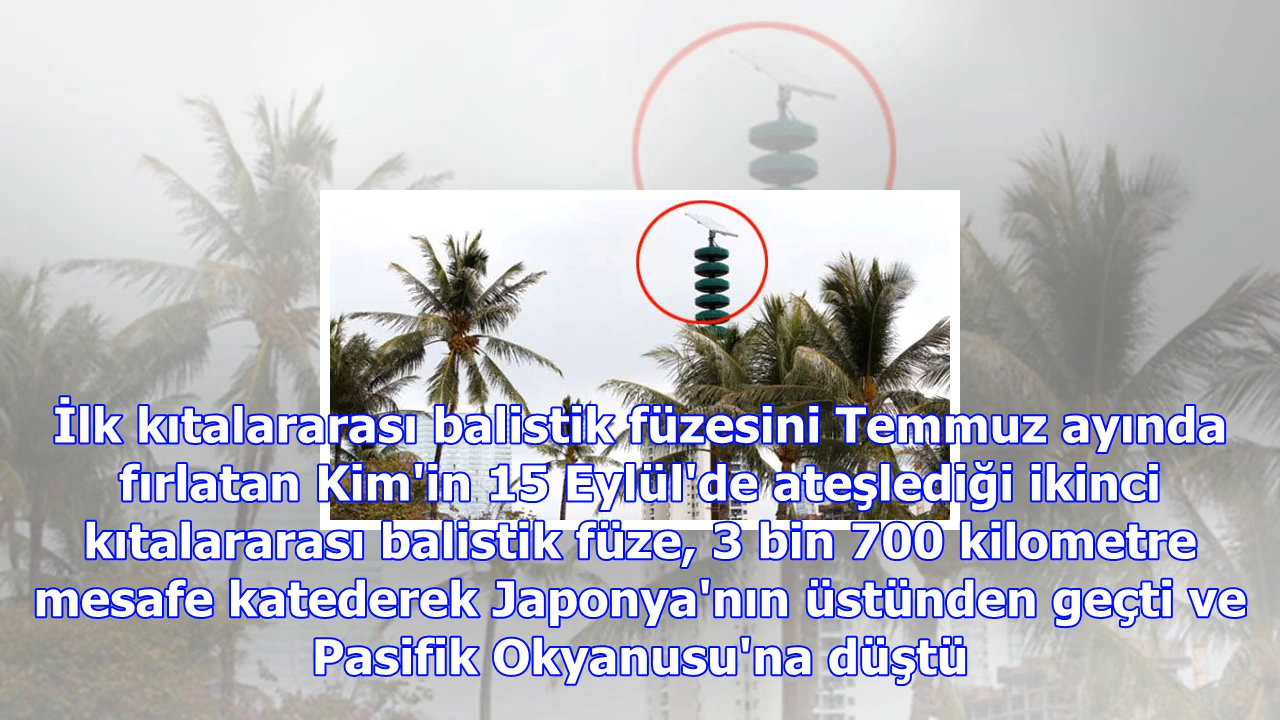 İlk kıtalararası balistik füzesini Temmuz ayında
fırlatan Kim'in 15 Eylül'de ateşlediği ikinci
kıtalararası balistik füze, 3 bin 700 kilometre
mesafe katederek Japonya'nın üstünden geçti ve
Pasifik Okyanusu'na düştü